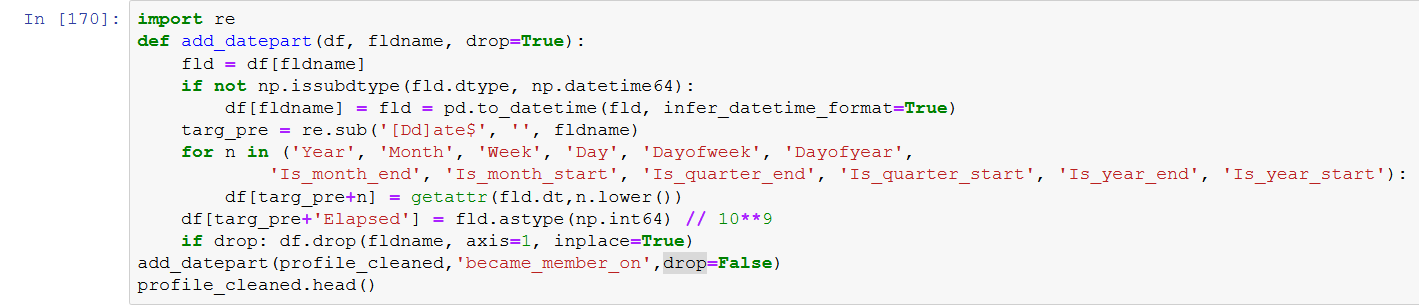 In [170]: import re
def add_datepart(df, fldname, drop=True):
    fld = df[fldname]
    if not np.issubdtype(fld.dtype, np.datetime64):
        df[fldname] = fld = pd.to_datetime(fld, infer_datetime_format=True)
    targ_pre = re.sub('[Dd]ate$', '', fldname)
    for n in ('Year', 'Month', 'Week', 'Day', 'Dayofweek', 'Dayofyear',
            'Is_month_end', 'Is_month_start', 'Is_quarter_end', 'Is_quarter_start', 'Is_year_end', 'Is_year_start'):
        df[targ_pre+n] = getattr(fld.dt,n.lower())
    df[targ_pre+'Elapsed'] = fld.astype(np.int64) // 10**9
    if drop: df.drop(fldname, axis=1, inplace=True)
add_datepart(profile_cleaned,'became_member_on',drop=False)
profile_cleaned.head()